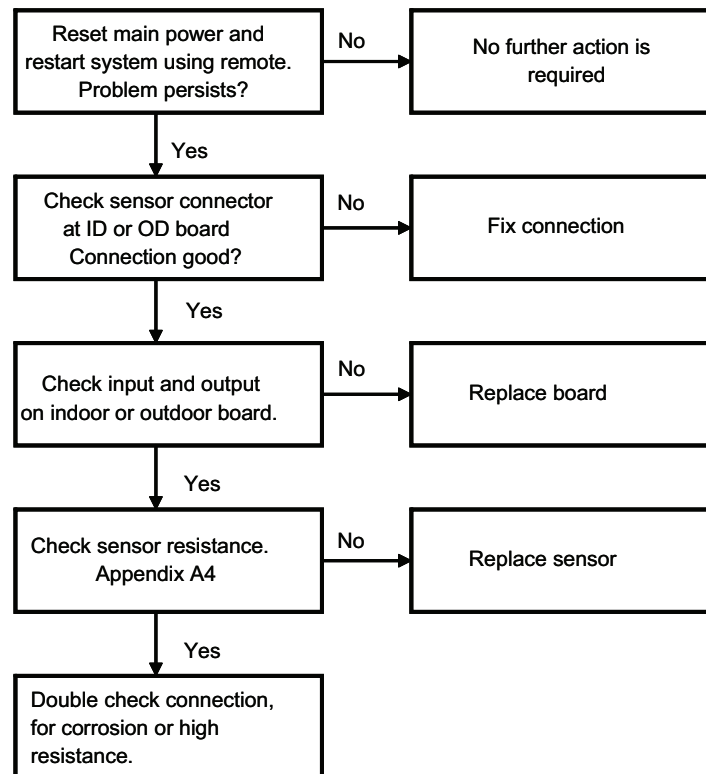 Reset main power and
restart system using remote.
Problem persists?
No
No further action is
required
Yes
Check sensor connector
at ID or OD board
Connection good?
No
Fix connection
Yes
Check input and output
on indoor or outdoor board.
No
Replace board
Yes
Check sensor resistance.
Appendix A4
No
Replace sensor
Yes
Double check connection,
for corrosion or high
resistance.